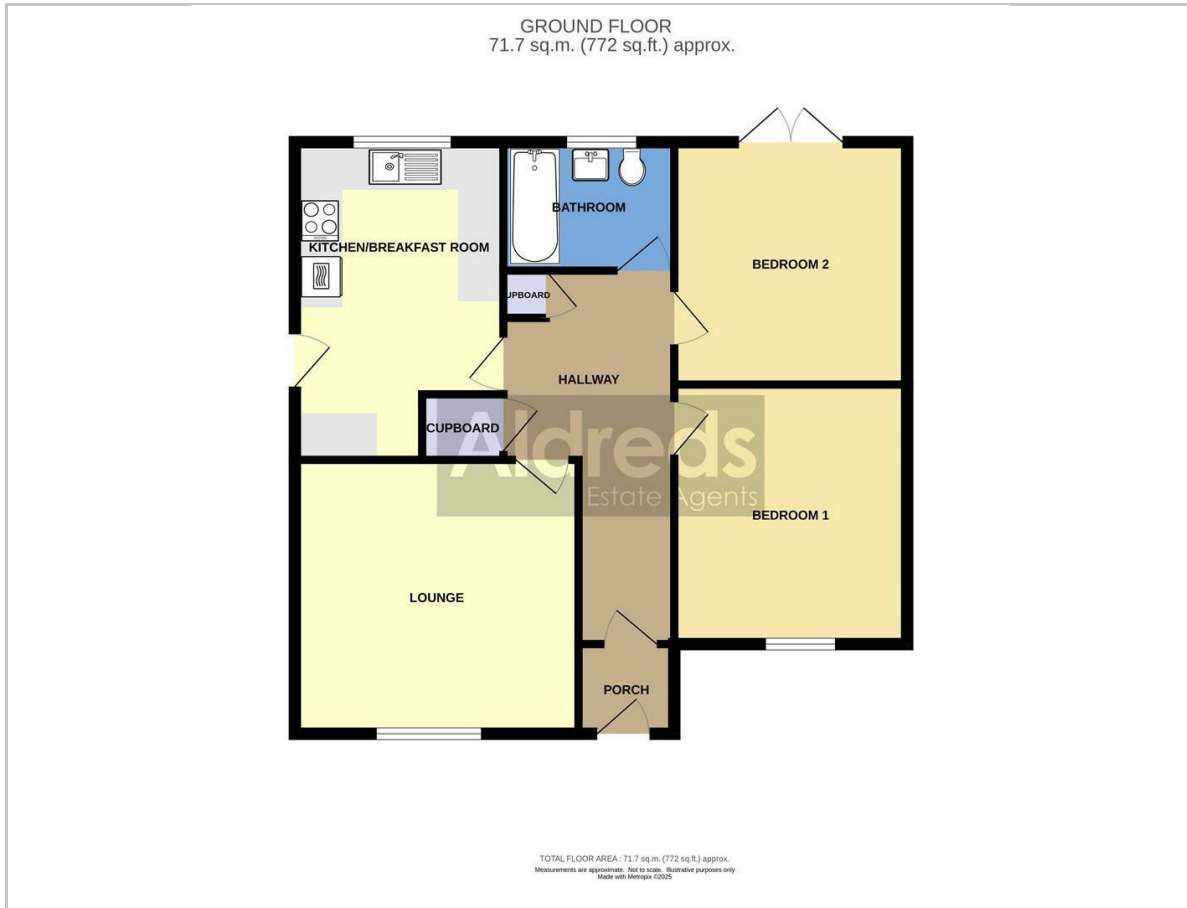 GROUND FLOOR
71.7 sq.m. (772 sq.ft.) approx.
KITCHEN/BREAKFAST ROOM
BATHROOM
BEDROOM 2
UPBOARD
HALLWAY
CUPBOARD
Aldreds
Estate Agents
BEDROOM 1
LOUNGE
PORCH
TOTAL FLOOR AREA : 71.7 sq.m. (772 sq.ft.) approx.
Measurements are approximate. Not to scale. Illustrative purposes only
Made with Metropix ©2025